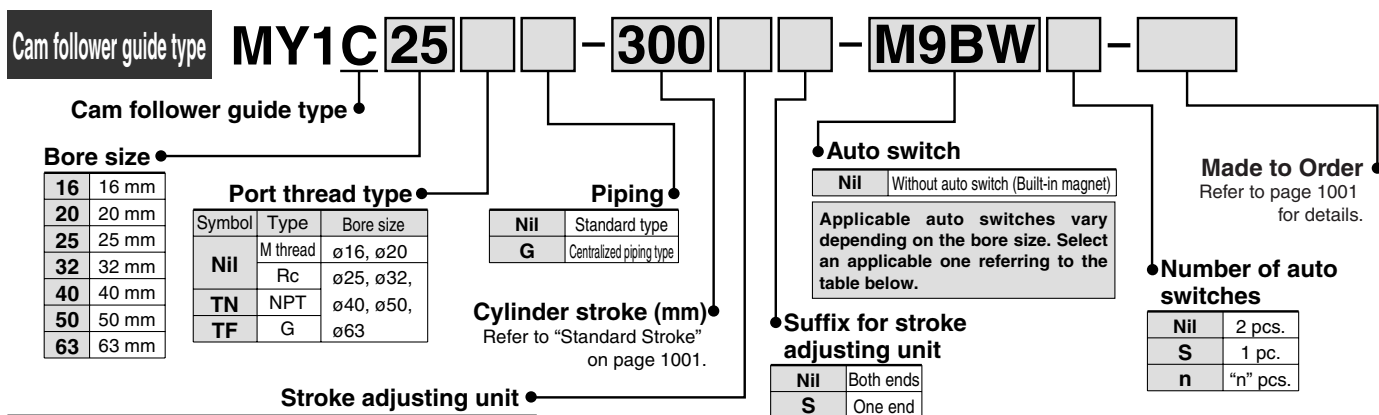 Cam follower guide type
MY1C 25 – 300 – M9BW –
Cam follower guide type
Bore size
16 16 mm
20 20 mm
25 25 mm
32 32 mm
40 40 mm
50 50 mm
63 63 mm
Port thread type
Symbol Type Bore size
Nil M thread ø16, ø20
Rc ø25, ø32,
TN NPT ø40, ø50,
TF G ø63
Piping
Nil Standard type
G Centralized piping type
Cylinder stroke (mm)
Refer to “Standard Stroke”
on page 1001.
Stroke adjusting unit
Auto switch
Nil Without auto switch (Built-in magnet)
Applicable auto switches vary
depending on the bore size. Select
an applicable one referring to the
table below.
Suffix for stroke
adjusting unit
Nil Both ends
S One end
Made to Order
Refer to page 1001
for details.
Number of auto
switches
Nil 2 pcs.
S 1 pc.
n “n” pcs.